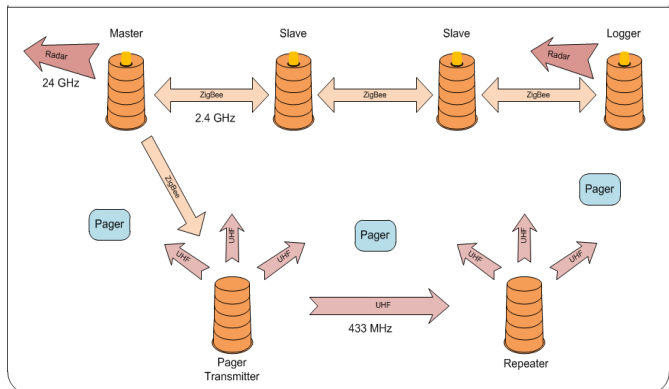 Master
Slave
Slave
Logger
Radar
24 GHz
ZigBee
2.4 GHz
ZigBee
ZigBee
Radar
ZigBee
Pager
Pager
Pager
UHF
UHF
UHF
UHF
433 MHz
UHF
UHF
UHF
Pager
Transmitter
Repeater